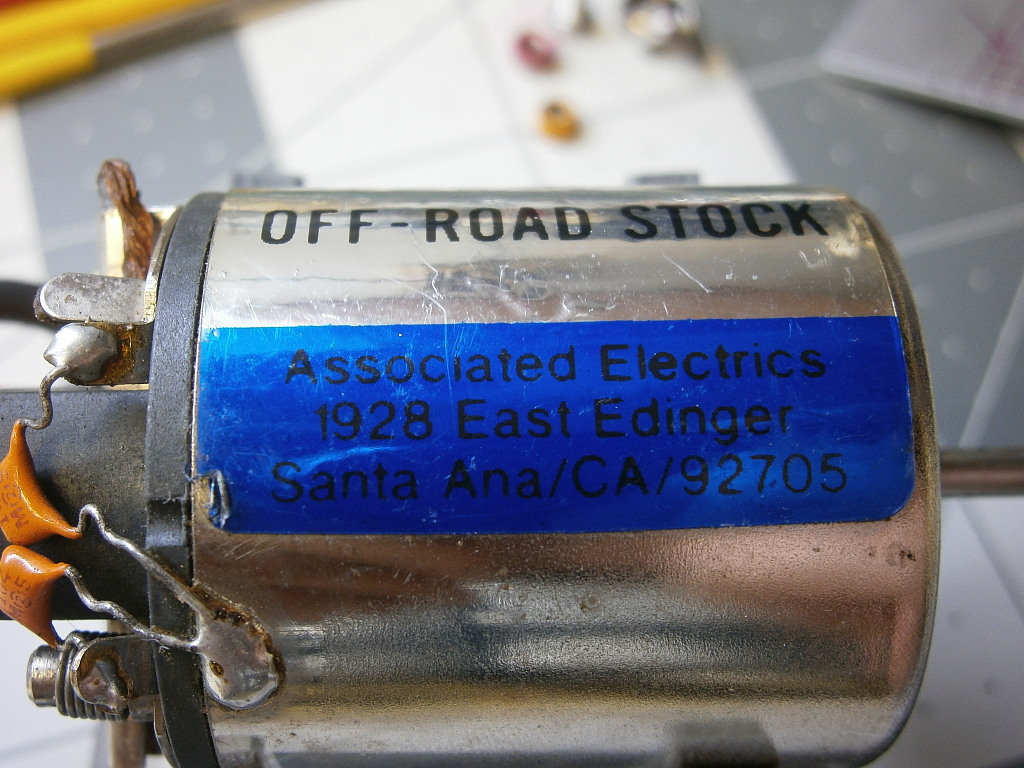 OFF-ROAD STOCK
Associated Electrics
1928 East Edinger
Santa Ana/CA/92705